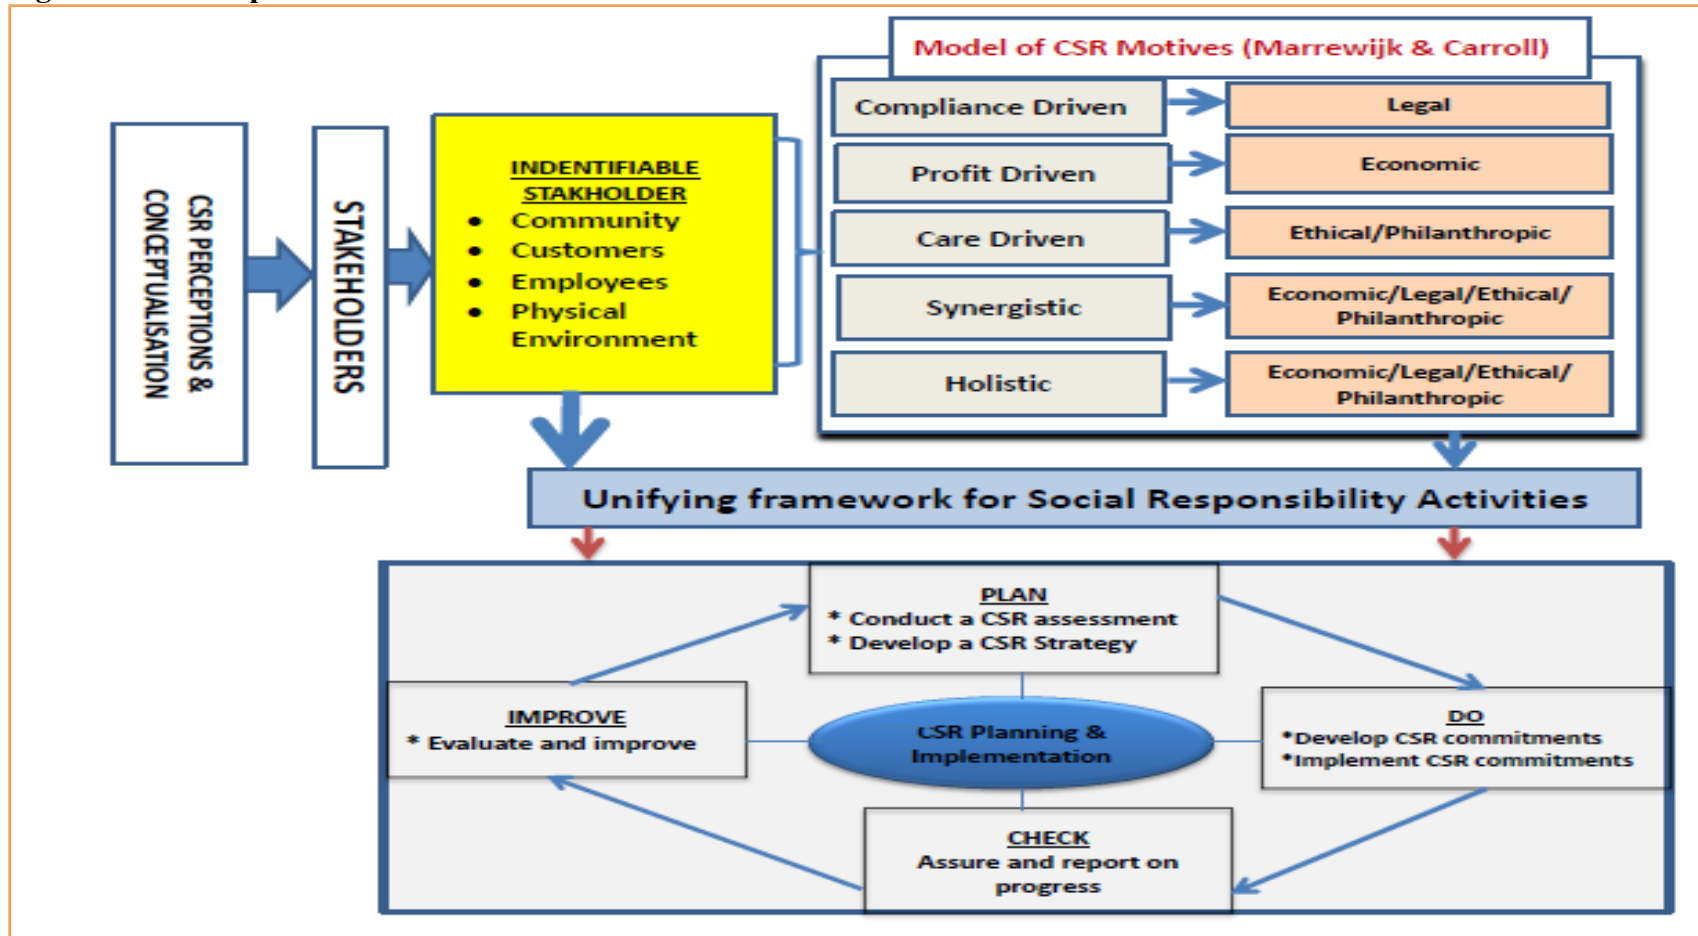 Model of CSR Motives (Marrewijk & Carroll)
CSR PERCEPTIONS &
CONCEPTUALISATION
STAKEHOLDERS
INDENTIFIABLE
STAKHOLDER
● Community
● Customers
● Employees
● Physical
Environment
Compliance Driven
Legal
Profit Driven
Economic
Care Driven
Ethical/Philanthropic
Synergistic
Economic/Legal/Ethical/
Philanthropic
Holistic
Economic/Legal/Ethical/
Philanthropic
Unifying framework for Social Responsibility Activities
PLAN
* Conduct a CSR assessment
* Develop a CSR Strategy
IMPROVE
* Evaluate and improve
CSR Planning &
Implementation
DO
*Develop CSR commitments
*Implement CSR commitments
CHECK
Assure and report on
progress